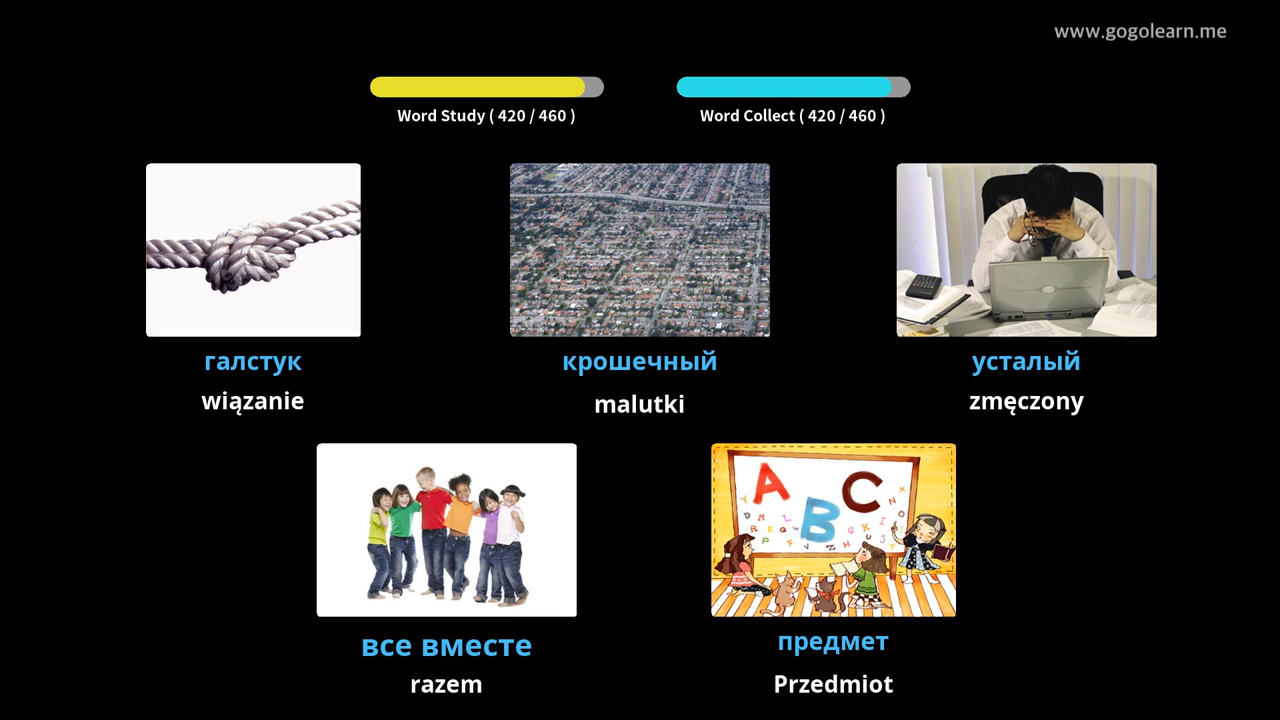 www.gogolearn.me
Word Study ( 420 / 460 )
Word Collect ( 420 / 460 )
галстук
wiązanie
крошечный
malutki
усталый
zmęczony
A B C
все вместе
razem
предмет
Przedmiot